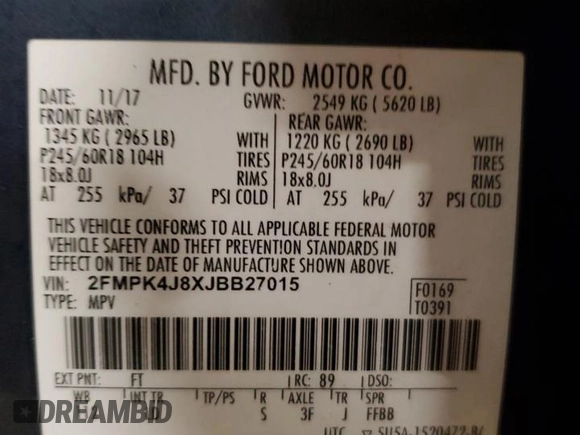 MFD. BY FORD MOTOR CO.
DATE: 11/17 GVWR: 2549 KG ( 5620 LB)
FRONT GAWR: REAR GAWR:
1345 KG ( 2965 LB) WITH 1220 KG ( 2690 LB) WITH
P245/60R18 104H TIRES P245/60R18 104H TIRES
18x8.0J RIMS 18x8.0J RIMS
AT 255 kPa/ 37 PSI COLD AT 255 kPa/ 37 PSI COLD
THIS VEHICLE CONFORMS TO ALL APPLICABLE FEDERAL MOTOR
VEHICLE SAFETY AND THEFT PREVENTION STANDARDS IN
EFFECT ON THE DATE OF MANUFACTURE SHOWN ABOVE.
VIN: 2FMPK4J8XJBB27015 F0169
TYPE: MPV T0391
EXT PNT: FT RC: 89 DSO:
WB INT TR TP/PS R AXLE TR SPR
S 3F J FFBB
UTC
DREAMBID